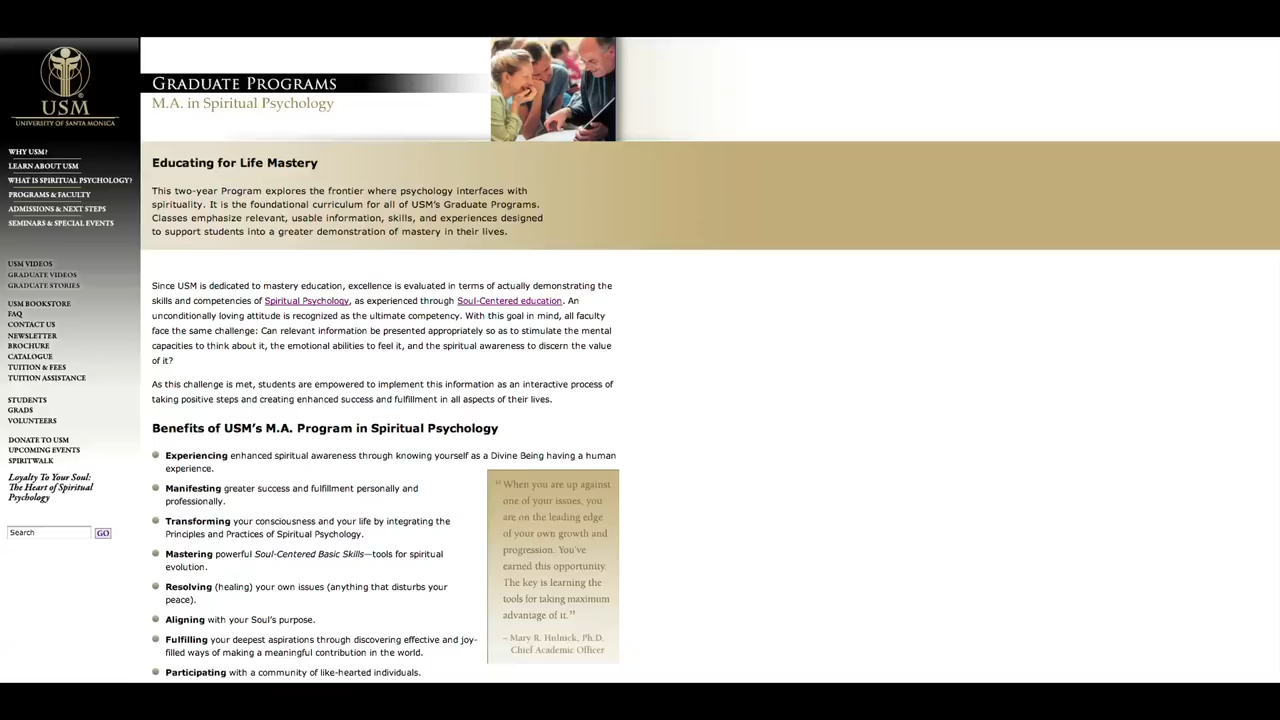 USM
UNIVERSITY OF SANTA MONICA
WHY USM?
LEARN ABOUT USM
WHAT IS SPIRITUAL PSYCHOLOGY?
PROGRAMS & FACULTY
ADMISSIONS & NEXT STEPS
SEMINARS & SPECIAL EVENTS
USM VIDEOS
GRADUATE VIDEOS
GRADUATE STORIES
USM BOOKSTORE
FAQ
CONTACT US
NEWSLETTER
BROCHURE
CATALOGUE
TUITION & FEES
TUITION ASSISTANCE
STUDENTS
GRADS
VOLUNTEERS
DONATE TO USM
UPCOMING EVENTS
SPIRITWALK
Loyalty To Your Soul:
The Heart of Spiritual
Psychology
Search
GO
GRADUATE PROGRAMS
M.A. in Spiritual Psychology
Educating for Life Mastery
This two-year Program explores the frontier where psychology interfaces with
spirituality. It is the foundational curriculum for all of USM's Graduate Programs.
Classes emphasize relevant, usable information, skills, and experiences designed
to support students into a greater demonstration of mastery in their lives.
Since USM is dedicated to mastery education, excellence is evaluated in terms of actually demonstrating the
skills and competencies of Spiritual Psychology, as experienced through Soul-Centered education. An
unconditionally loving attitude is recognized as the ultimate competency. With this goal in mind, all faculty
face the same challenge: Can relevant information be presented appropriately so as to stimulate the mental
capacities to think about it, the emotional abilities to feel it, and the spiritual awareness to discern the value
of it?
As this challenge is met, students are empowered to implement this information as an interactive process of
taking positive steps and creating enhanced success and fulfillment in all aspects of their lives.
Benefits of USM's M.A. Program in Spiritual Psychology
Experiencing enhanced spiritual awareness through knowing yourself as a Divine Being having a human
experience.
Manifesting greater success and fulfillment personally and
professionally.
Transforming your consciousness and your life by integrating the
Principles and Practices of Spiritual Psychology.
Mastering powerful Soul-Centered Basic Skills—tools for spiritual
evolution.
Resolving (healing) your own issues (anything that disturbs your
peace).
Aligning with your Soul's purpose.
Fulfilling your deepest aspirations through discovering effective and joy-
filled ways of making a meaningful contribution in the world.
Participating with a community of like-hearted individuals.
"When you are up against
one of your issues, you
are on the leading edge
of your own growth and
progression. You've
earned this opportunity.
The key is learning the
tools for taking maximum
advantage of it."
– Mary R. Hulnick, Ph.D.
Chief Academic Officer